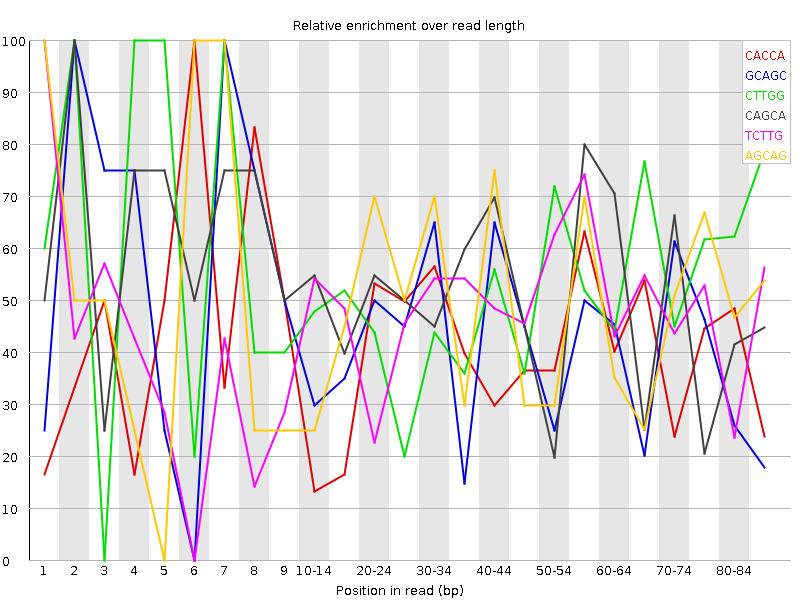 Relative enrichment over read length
100
90
80
70
60
50
40
30
20
10
0
CACCA
GCAGC
CTTGG
CAGCA
TCTTG
AGCAG
1 2 3 4 5 6 7 8 9 10-14 20-24 30-34 40-44 50-54 60-64 70-74 80-84
Position in read (bp)